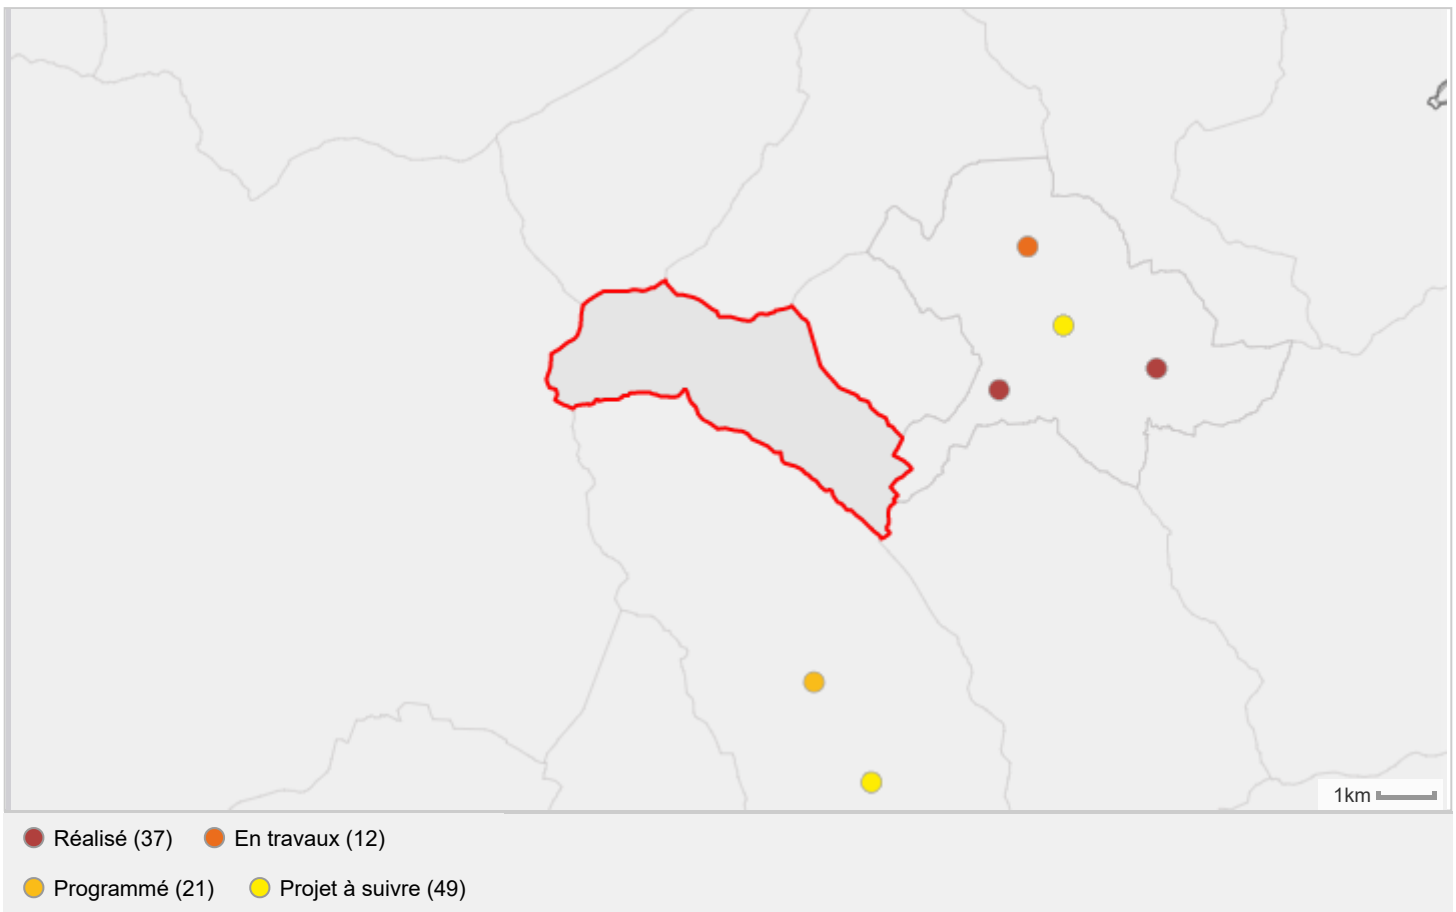 1km
Réalisé (37) En travaux (12)
Programmé (21) Projet à suivre (49)